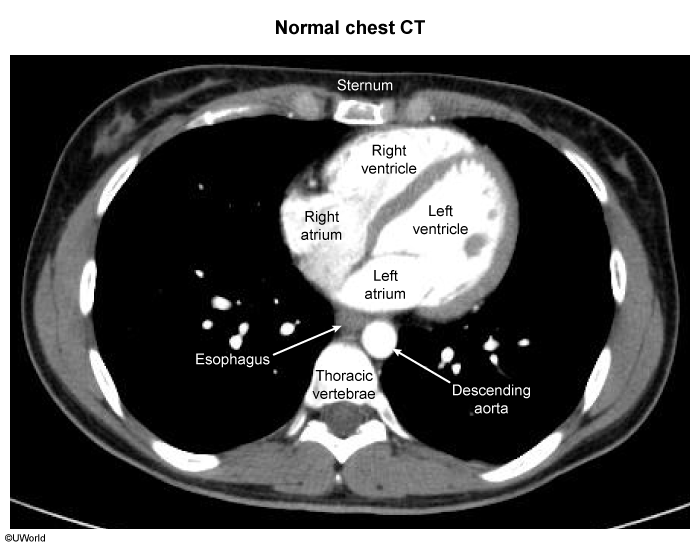 Normal chest CT
Sternum
Right
ventricle
Right
atrium
Left
ventricle
Left
atrium
Esophagus
Thoracic
vertebrae
Descending
aorta
©UWorld